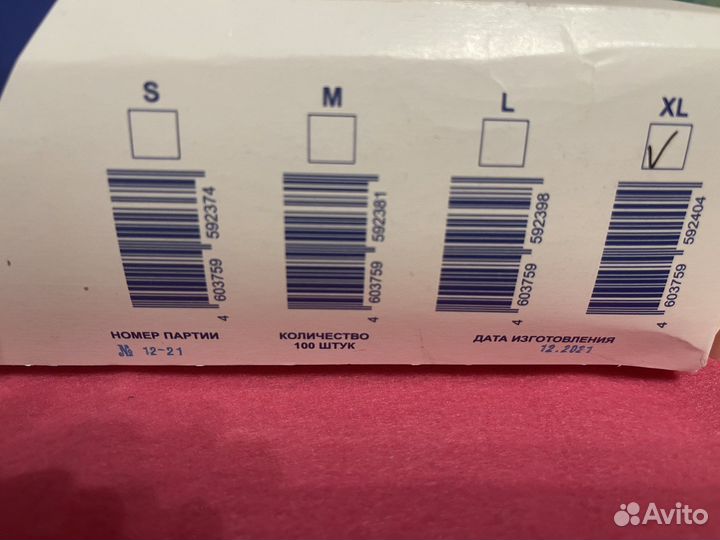 S M L XL
4 603759 592374
4 603759 592381
4 603759 592398
4 603759 592404
НОМЕР ПАРТИИ
№ 12-21
КОЛИЧЕСТВО
100 ШТУК
ДАТА ИЗГОТОВЛЕНИЯ
12.2021
Avito